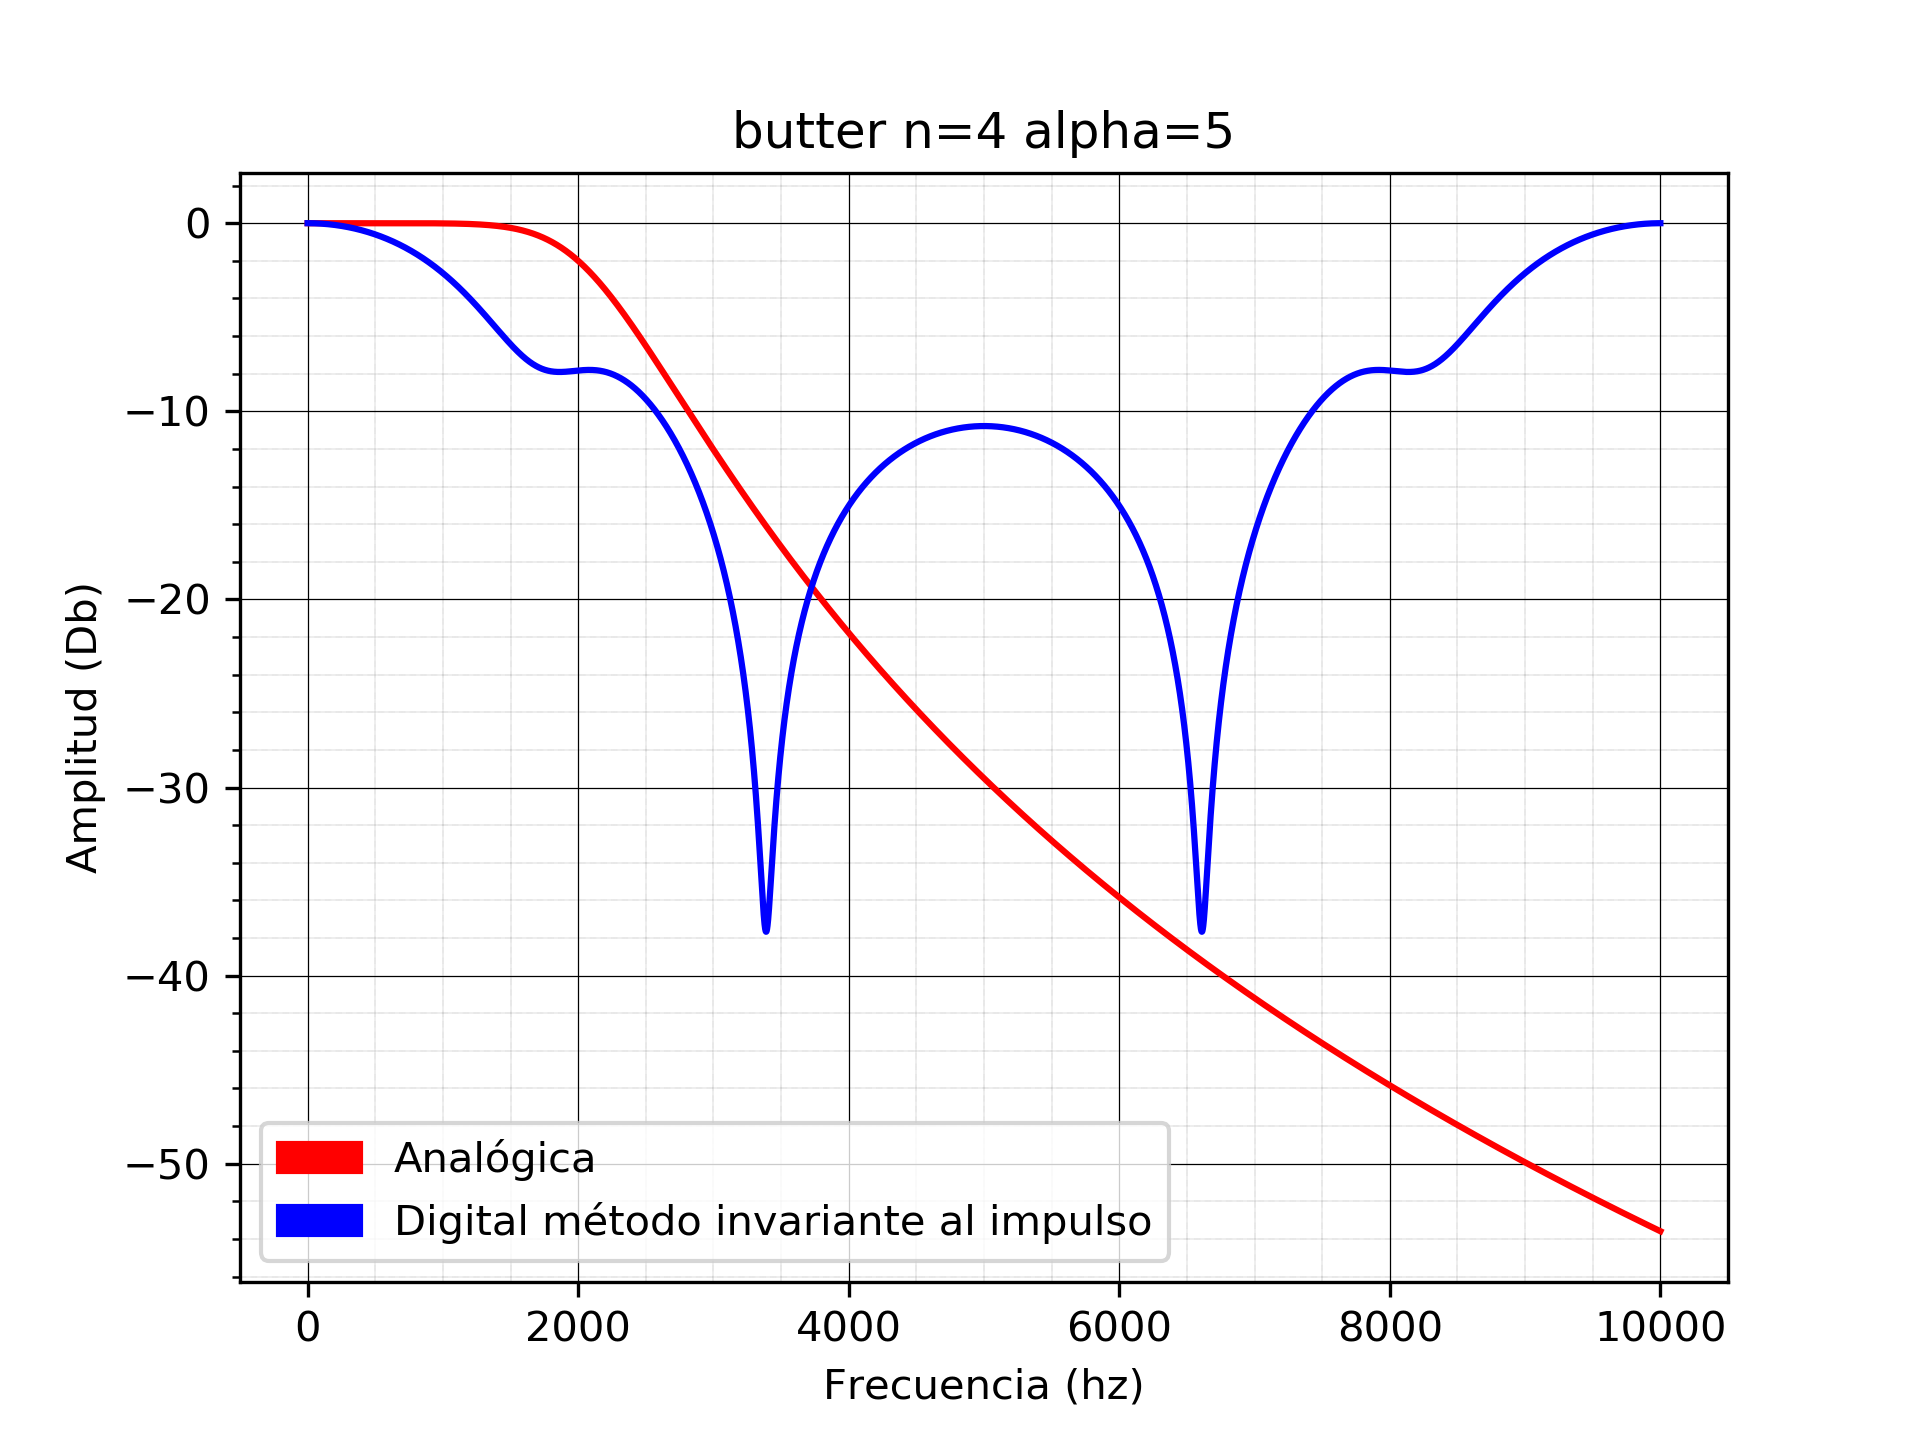 butter n=4 alpha=5
Amplitud (Db)
0
−10
−20
−30
−40
−50
Analógica
Digital método invariante al impulso
0 2000 4000 6000 8000 10000
Frecuencia (hz)